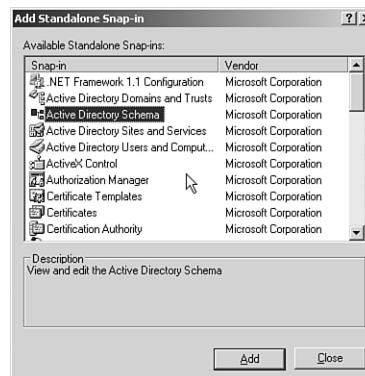 Add Standalone Snap-in
Available Standalone Snap-ins:
Snap-in Vendor
.NET Framework 1.1 Configuration Microsoft Corporation
Active Directory Domains and Trusts Microsoft Corporation
Active Directory Schema Microsoft Corporation
Active Directory Sites and Services Microsoft Corporation
Active Directory Users and Comput... Microsoft Corporation
ActiveX Control Microsoft Corporation
Authorization Manager Microsoft Corporation
Certificate Templates Microsoft Corporation
Certificates Microsoft Corporation
Certification Authority Microsoft Corporation
Description
View and edit the Active Directory Schema
Add Close